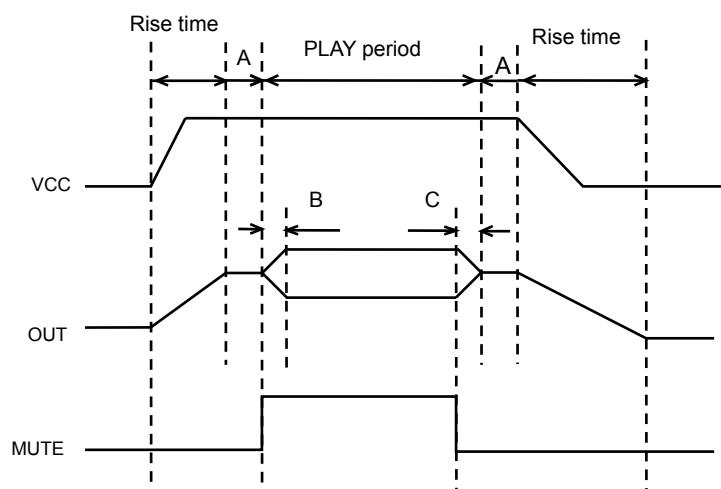 Rise time
A
PLAY period
A
Rise time
VCC
B
C
OUT
MUTE